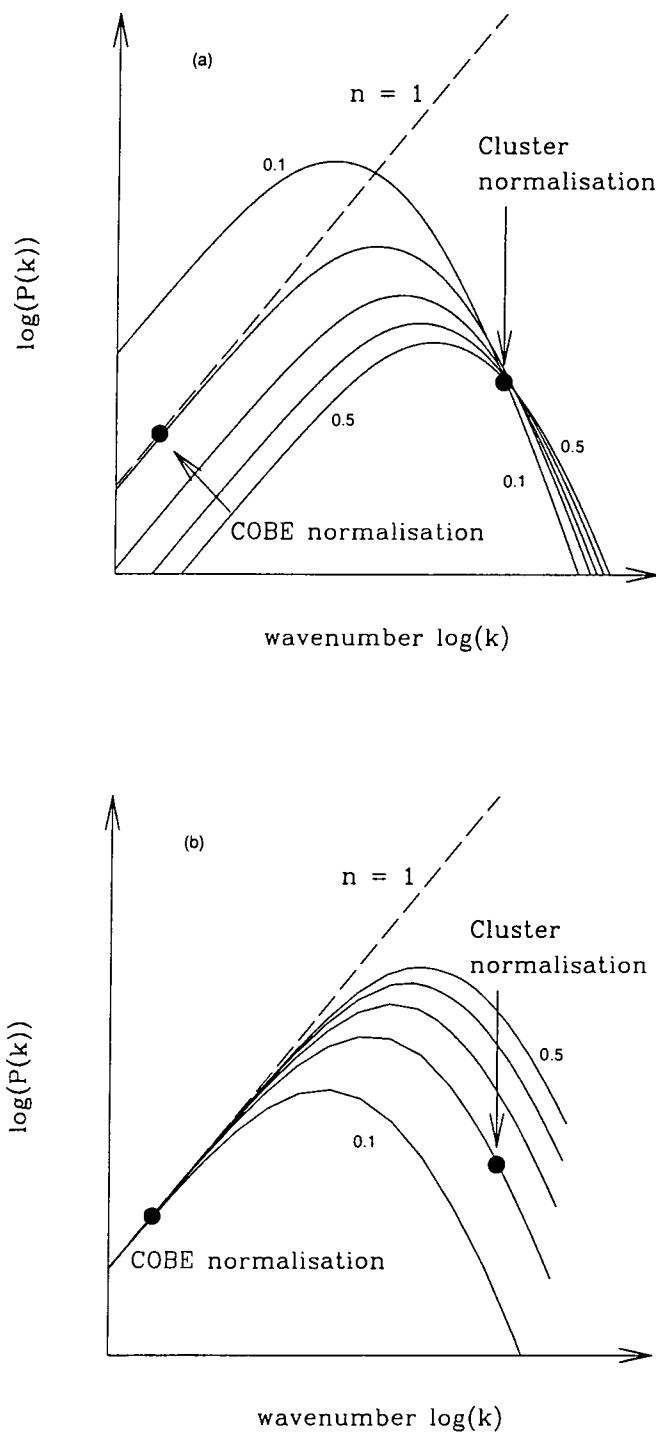 (a)
n = 1
0.1
Cluster
normalisation
log(P(k))
0.5
0.5
0.1
COBE normalisation
wavenumber log(k)
(b)
n = 1
Cluster
normalisation
log(P(k))
0.5
0.1
COBE normalisation
wavenumber log(k)